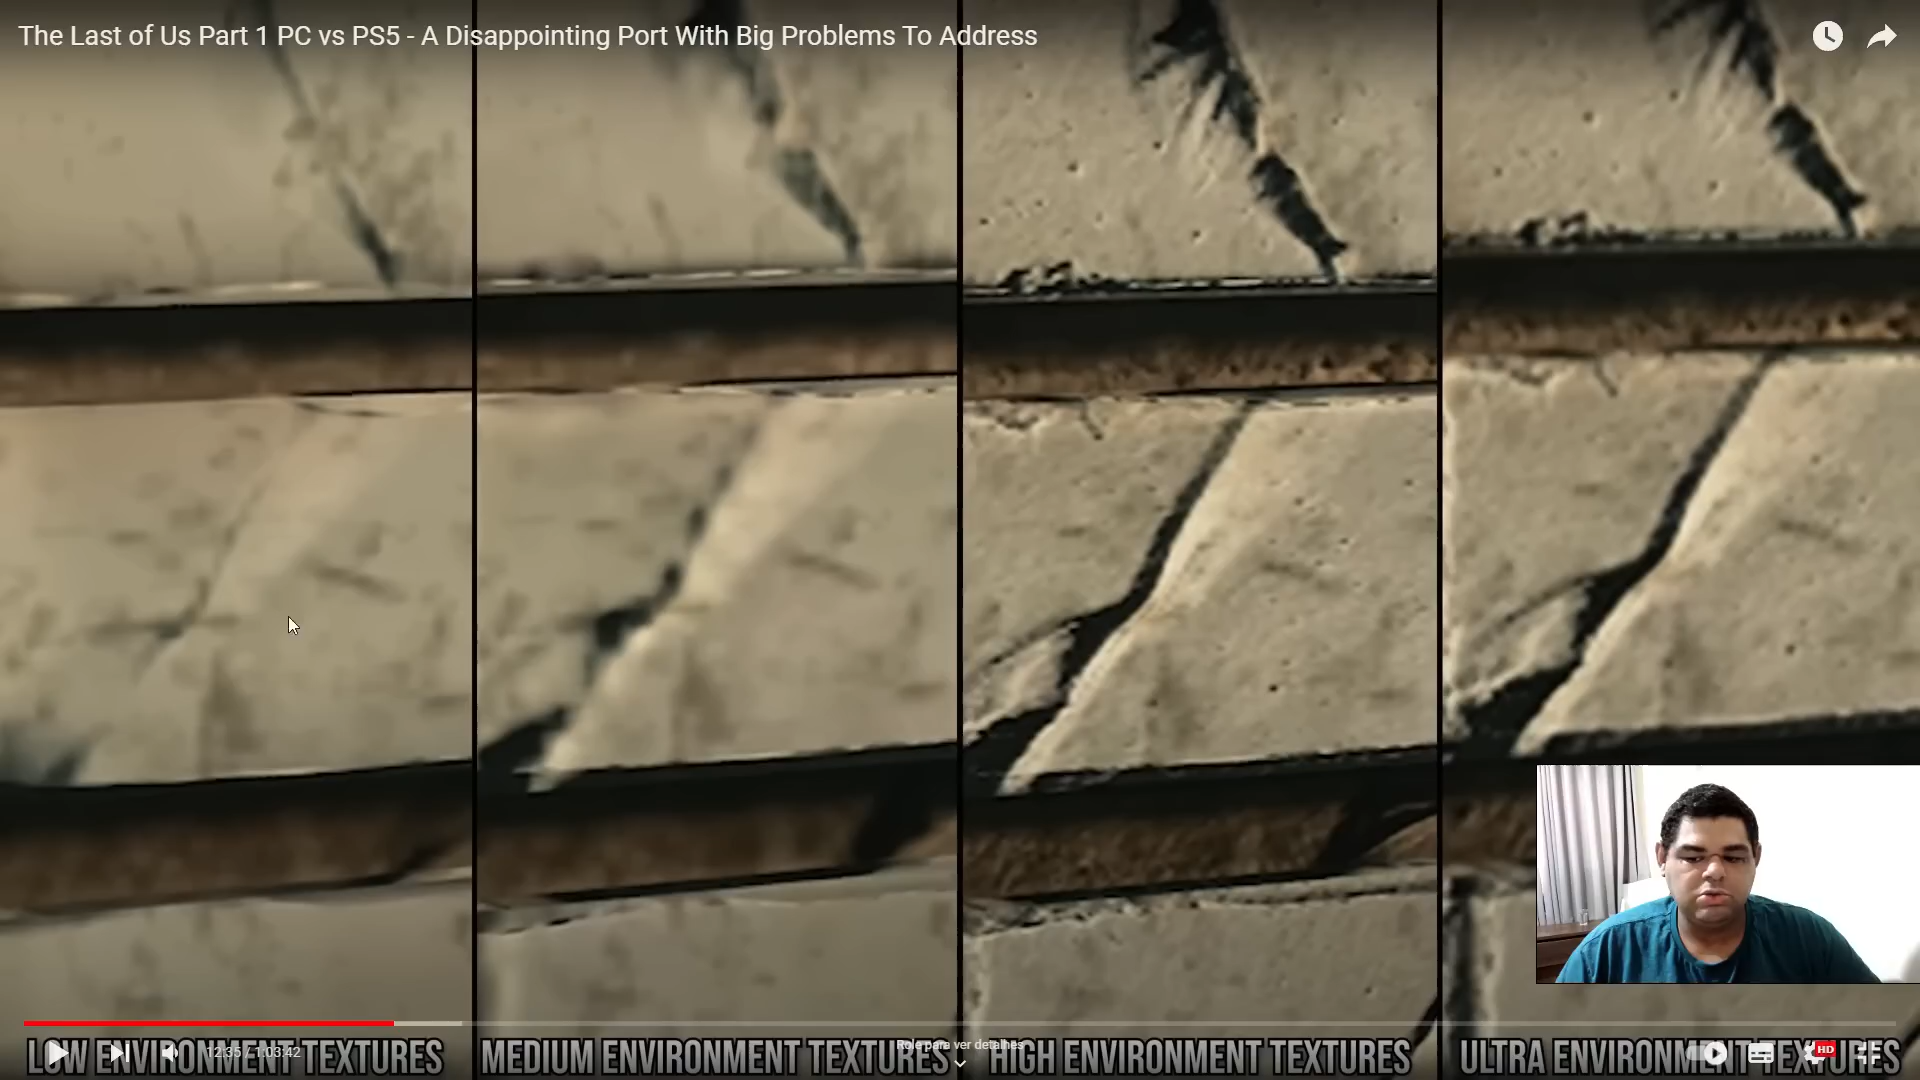 The Last of Us Part 1 PC vs PS5 - A Disappointing Port With Big Problems To Address
12:35 / 1:03:42
Role para ver detalhes
HD
LOW ENVIRONMENT TEXTURES
MEDIUM ENVIRONMENT TEXTURES
HIGH ENVIRONMENT TEXTURES
ULTRA ENVIRONMENT TEXTURES